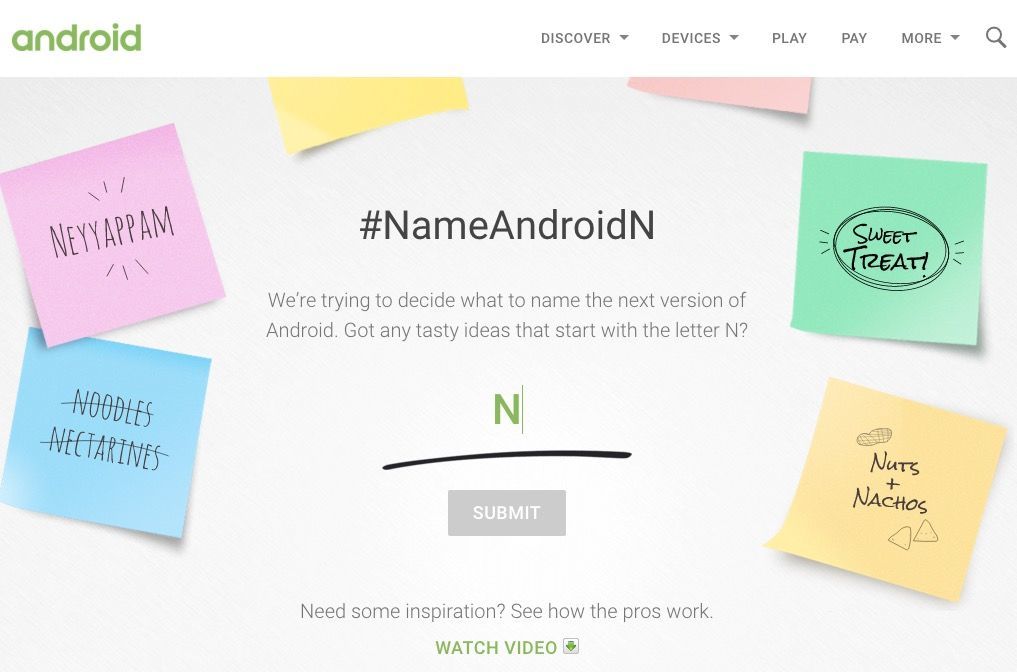 android
DISCOVER
DEVICES
PLAY
PAY
MORE
NEYYAPPAM
SWEET
TREAT!
#NameAndroidN
We're trying to decide what to name the next version of
Android. Got any tasty ideas that start with the letter N?
NOODLES
NECTARINES
N
NUTS
+
NACHOS
SUBMIT
Need some inspiration? See how the pros work.
WATCH VIDEO